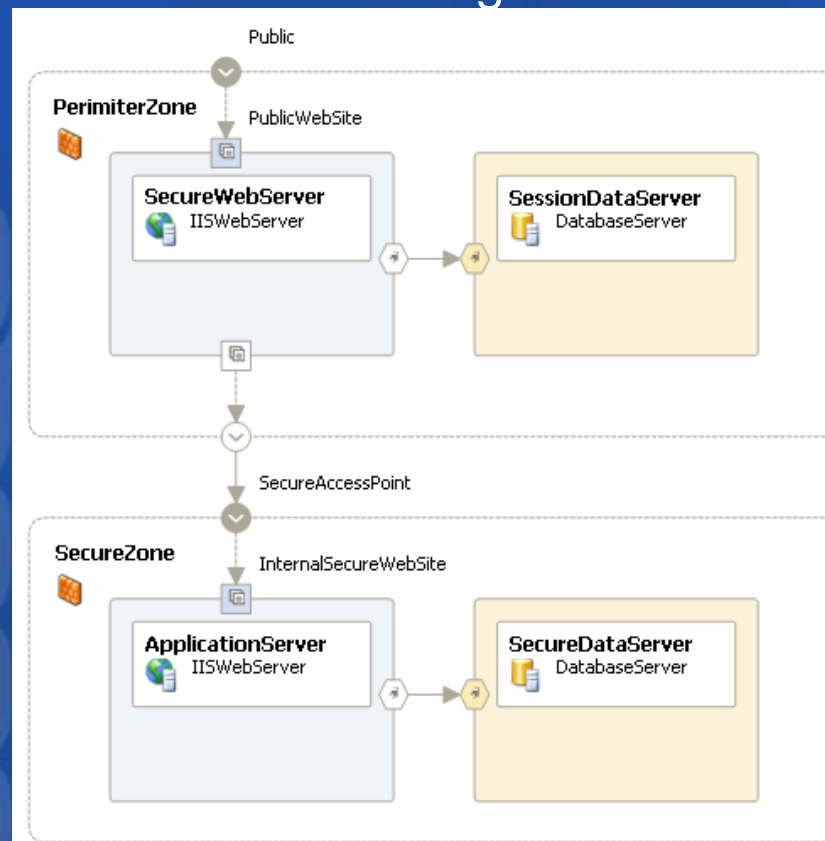 Public
PerimiterZone
PublicWebSite
SecureWebServer
IISWebServer
SessionDataServer
DatabaseServer
SecureAccessPoint
SecureZone
InternalSecureWebSite
ApplicationServer
IISWebServer
SecureDataServer
DatabaseServer